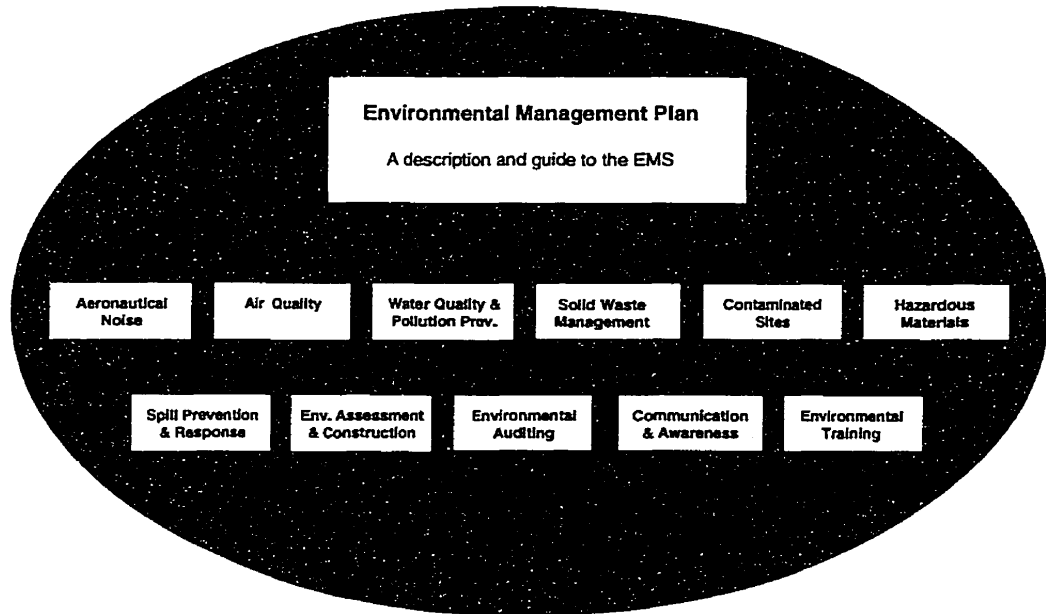 Environmental Management Plan
A description and guide to the EMS
Aeronautical
Noise
Air Quality
Water Quality &
Pollution Prev.
Solid Waste
Management
Contaminated
Sites
Hazardous
Materials
Spill Prevention
& Response
Env. Assessment
& Construction
Environmental
Auditing
Communication
& Awareness
Environmental
Training